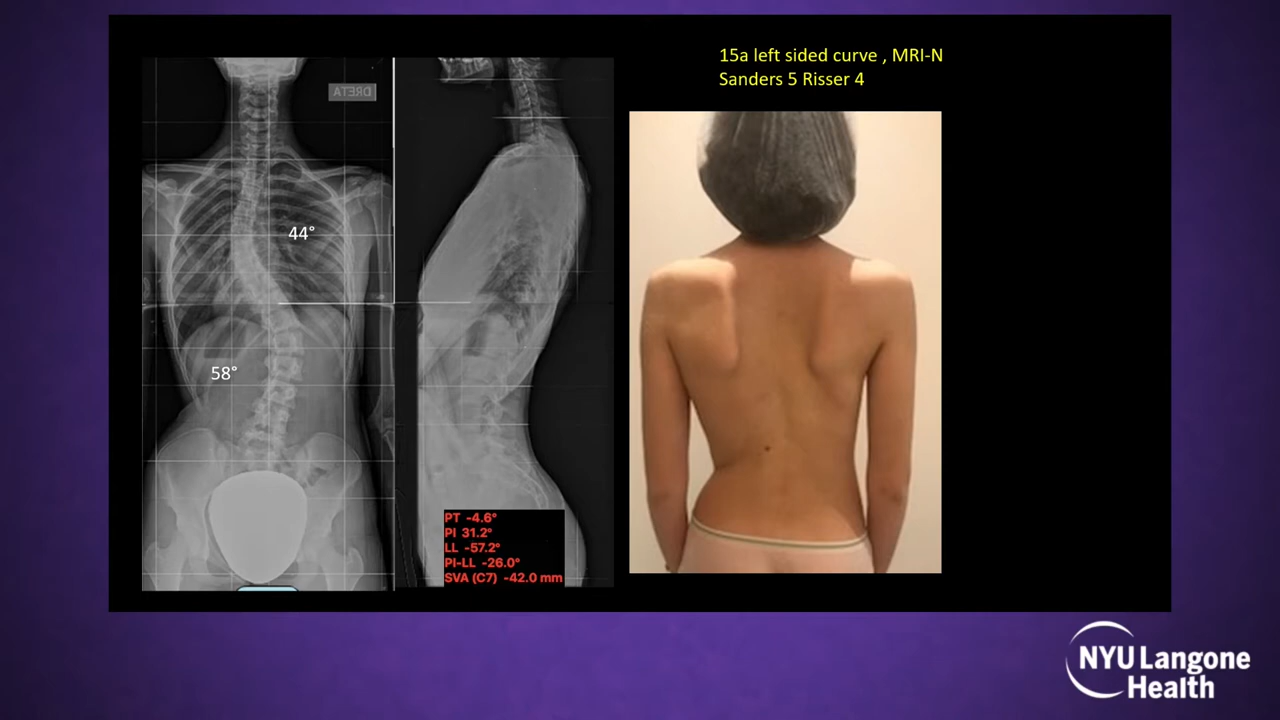 15a left sided curve , MRI-N
Sanders 5 Risser 4
DRETA
44°
58°
PT -4.6°
PI 31.2°
LL -57.2°
PI-LL -26.0°
SVA (C7) -42.0 mm
NYU Langone
Health